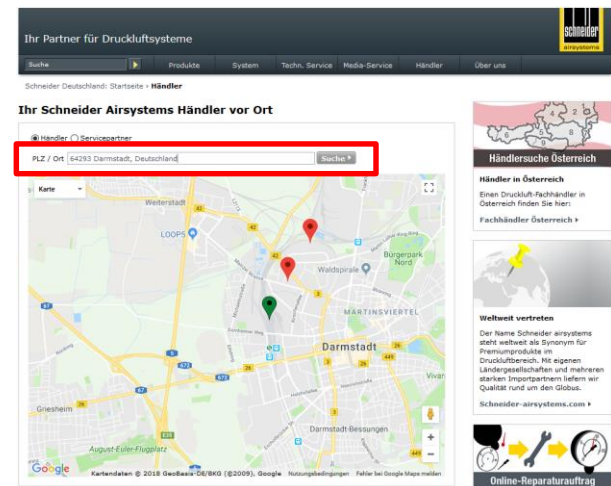 Ihr Partner für Druckluftsysteme
schneider
airsystems
Suche
Produkte
System
Techn. Service
Media-Service
Händler
Über uns
Schneider Deutschland: Startseite › Händler
Ihr Schneider Airsystems Händler vor Ort
Händler Servicepartner
PLZ / Ort 64293 Darmstadt, Deutschland Suche
Karte
Weiterstadt
LOOP5
Waldspirale
Bürgerpark
Nord
MARTINSVIERTEL
Darmstadt
Vivar
Griesheim
Darmstadt-Bessungen
August-Euler-Flugplatz
Google
Kartendaten © 2018 GeoBasis-DE/BKG (©2009), Google Nutzungsbedingungen Fehler bei Google Maps melden
Händlersuche Österreich
Händler in Österreich
Einen Druckluft-Fachhändler in
Österreich finden Sie hier:
Fachhändler Österreich
Weltweit vertreten
Der Name Schneider airsystems
steht weltweit als Synonym für
Premiumprodukte im
Druckluftbereich. Mit eigenen
Ländergesellschaften und mehreren
starken Importpartnern liefern wir
Qualität rund um den Globus.
Schneider-airsystems.com
Online-Reparaturauftrag